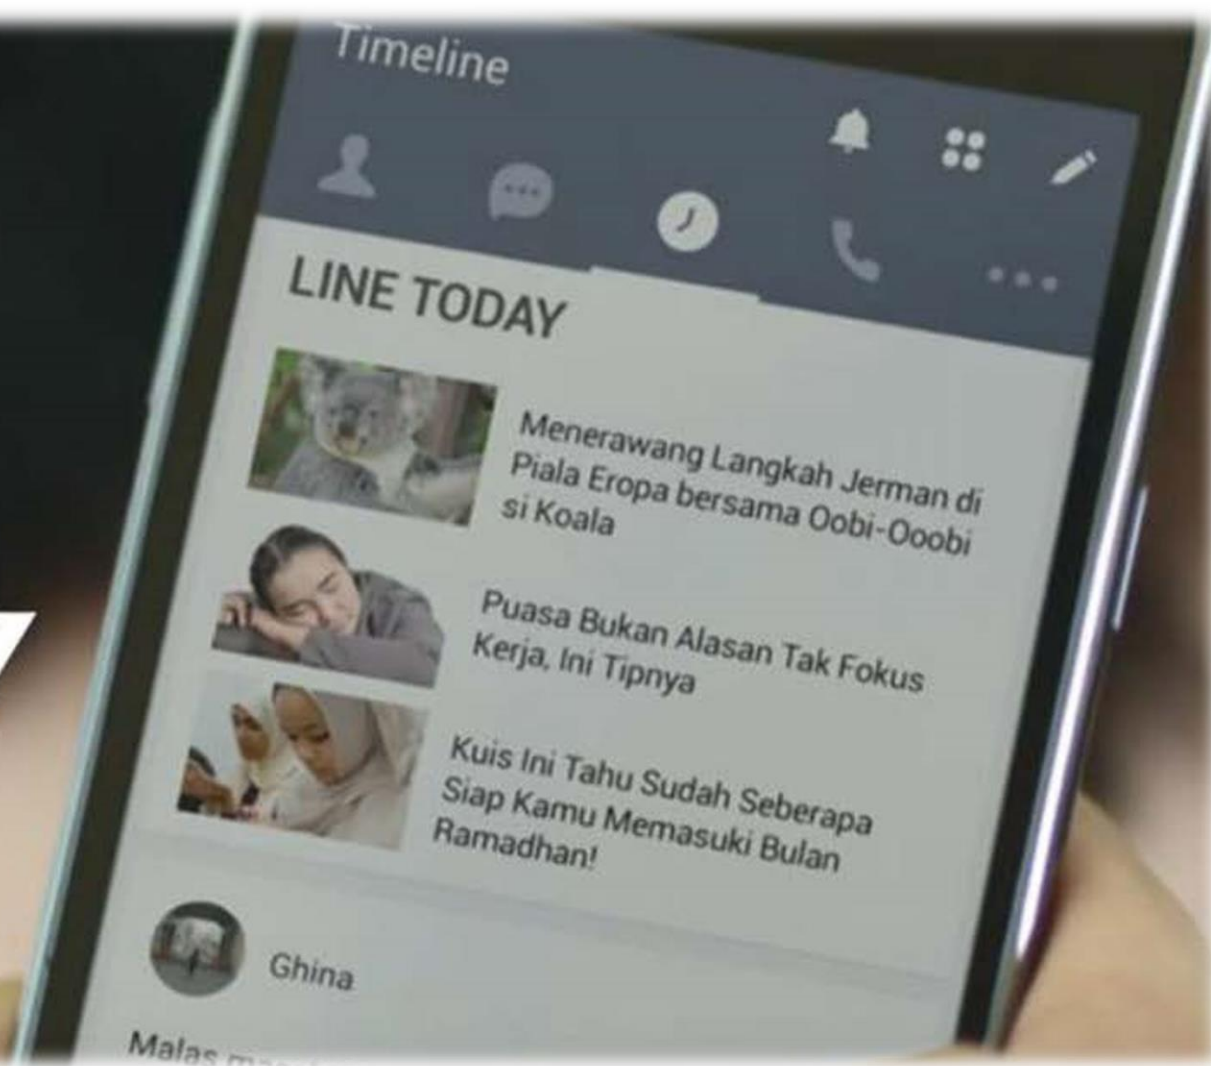 Timeline
LINE TODAY
Menerawang Langkah Jerman di
Piala Eropa bersama Oobi-Ooobi
si Koala
Puasa Bukan Alasan Tak Fokus
Kerja, Ini Tipnya
Kuis Ini Tahu Sudah Seberapa
Siap Kamu Memasuki Bulan
Ramadhan!
Ghina
Malas